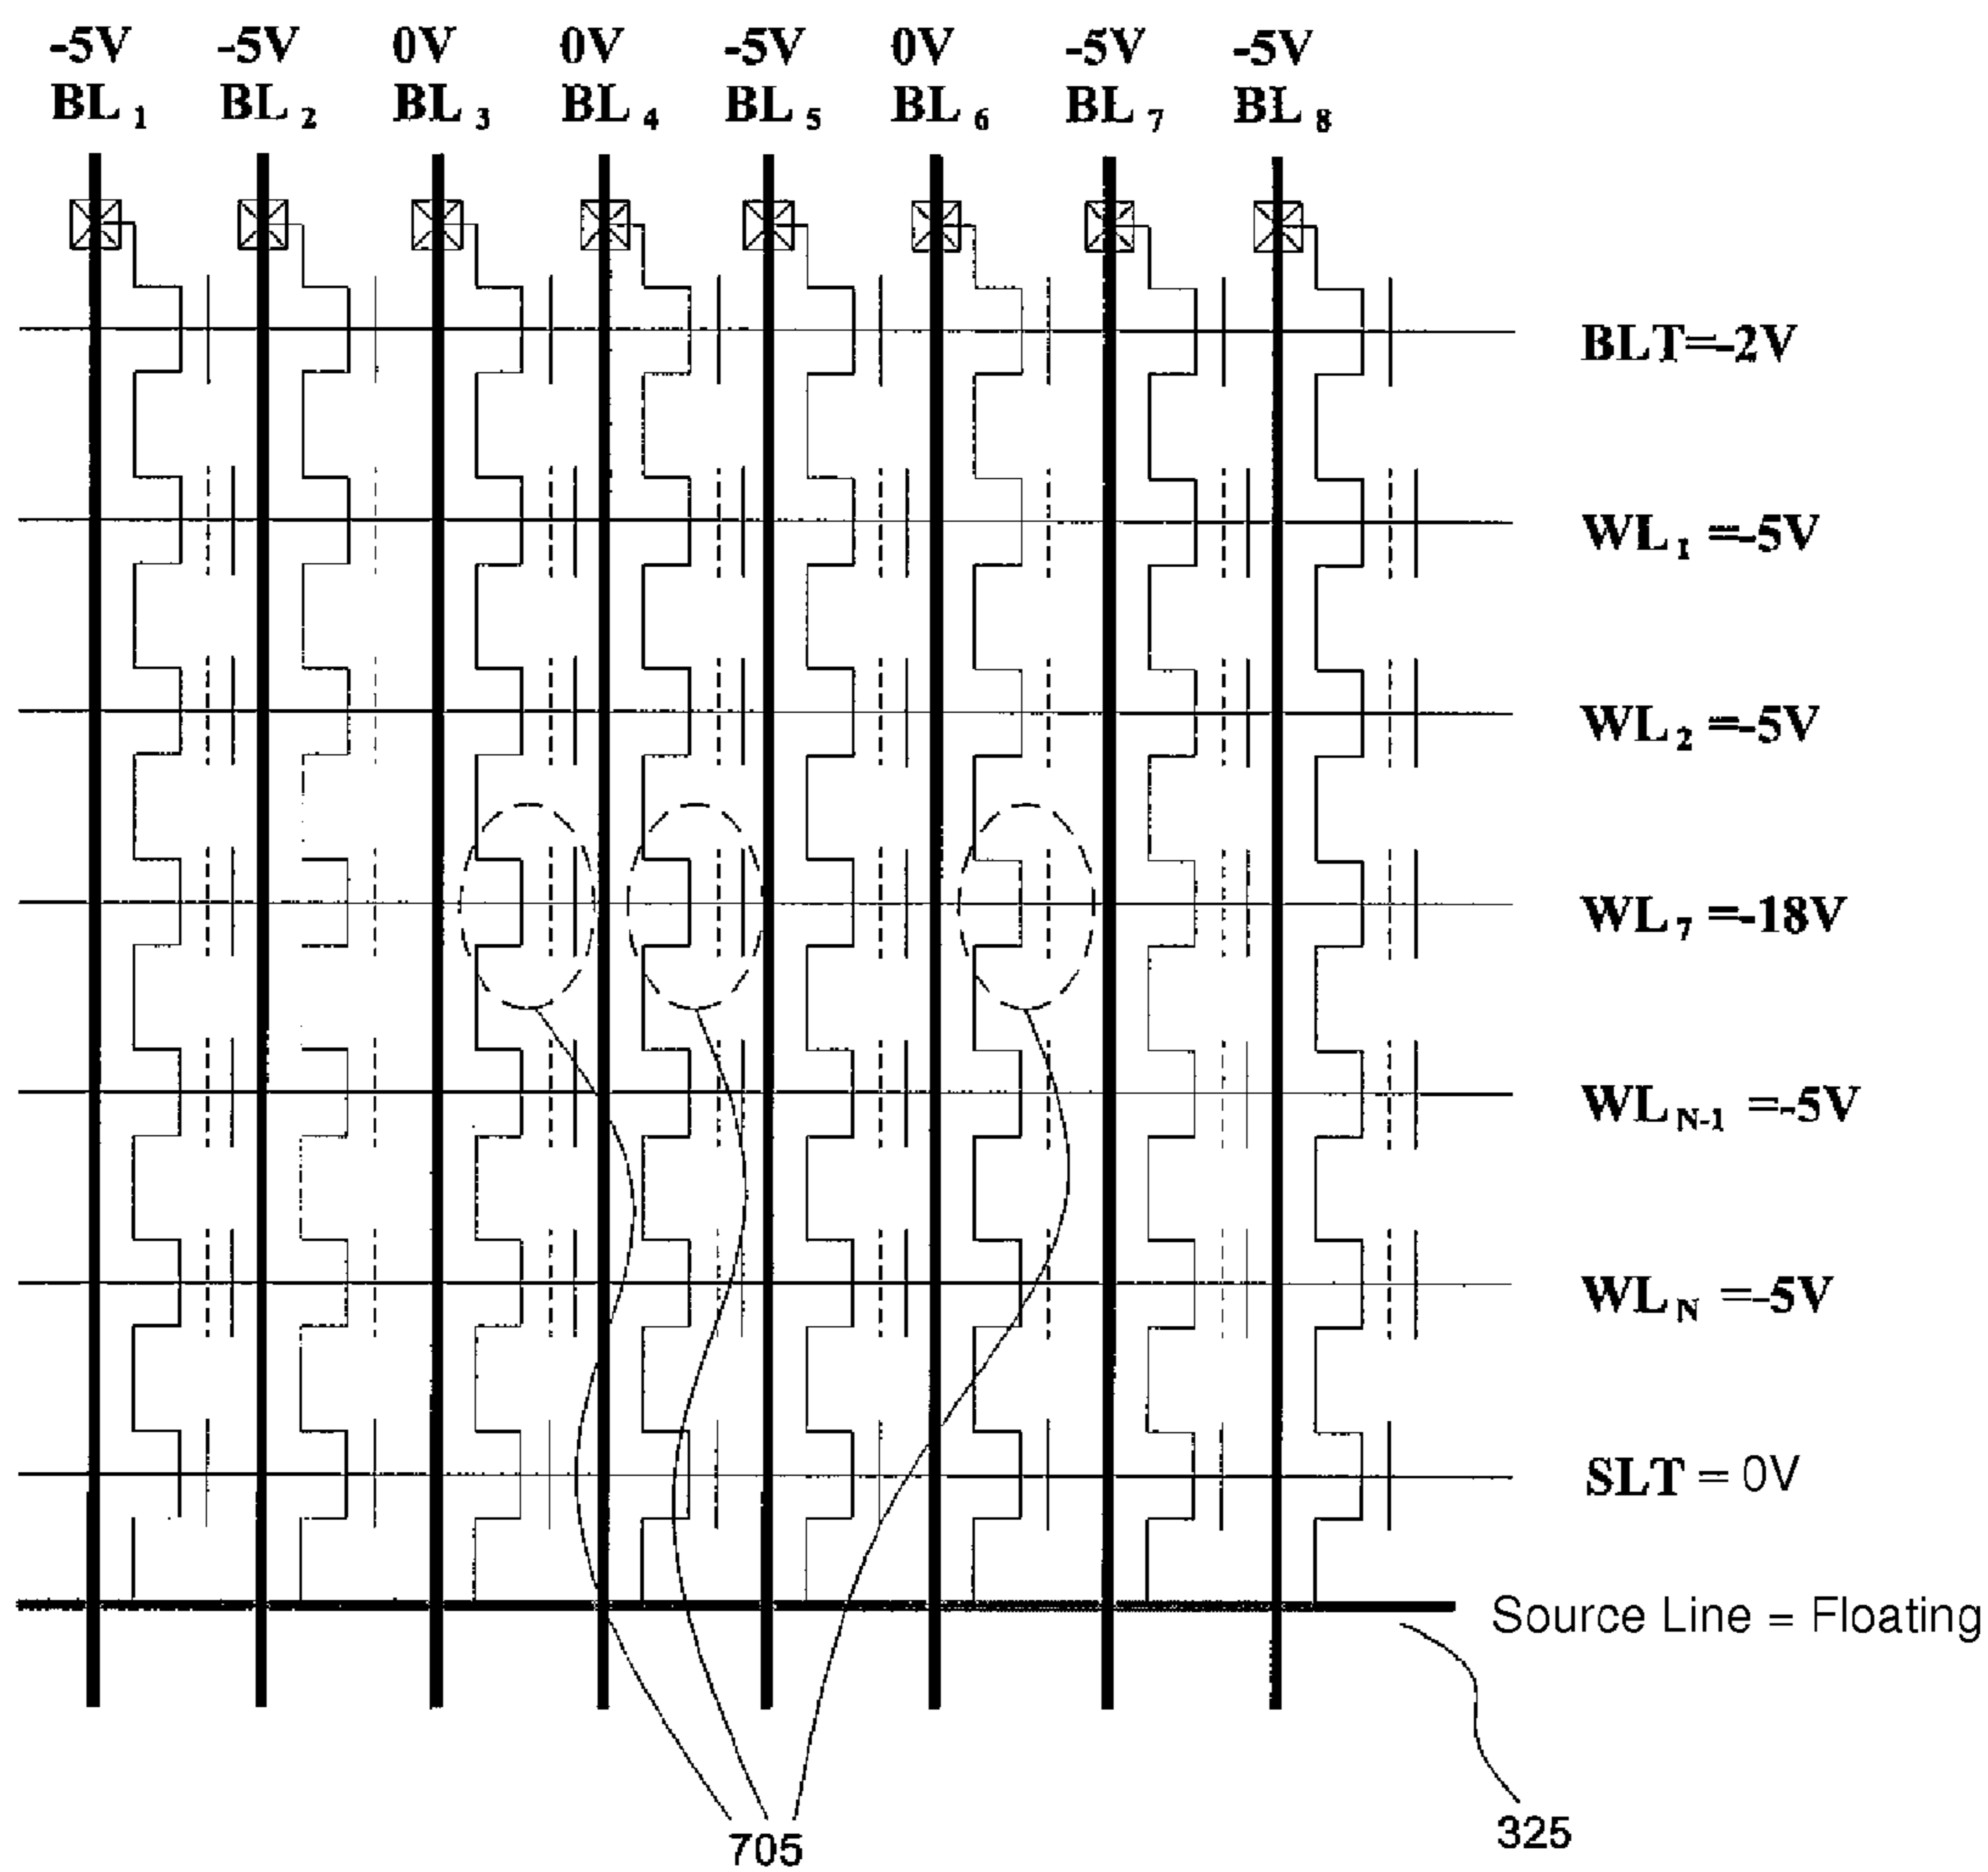 -5V -5V 0V 0V -5V 0V -5V -5V
BL 1 BL 2 BL 3 BL 4 BL 5 BL 6 BL 7 BL 8
BLT=-2V
WL 1 =-5V
WL 2 =-5V
WL 7 =-18V
WL N-1 =-5V
WL N =-5V
SLT = 0V
Source Line = Floating
325
705